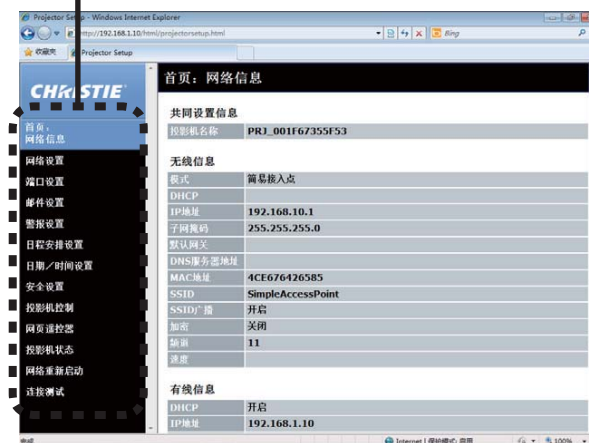 Projector Setup - Windows Internet Explorer
http://192.168.1.10/html/projectorsetup.html
Bing
收藏夹 Projector Setup
CHRISTIE
首页:
网络信息
网络设置
端口设置
邮件设置
警报设置
日程安排设置
日期／时间设置
安全设置
投影机控制
网页遥控器
投影机状态
网络重新启动
连接测试
首页：网络信息
共同设置信息
投影机名称 PRJ_001F67355F53
无线信息
模式 简易接入点
DHCP
IP地址 192.168.10.1
子网掩码 255.255.255.0
默认网关
DNS服务器地址
MAC地址 4CE676426585
SSID SimpleAccessPoint
SSID广播 开启
加密 关闭
频道 11
速度
有线信息
DHCP 开启
IP地址 192.168.1.10
完成 Internet | 保护模式: 启用 100%